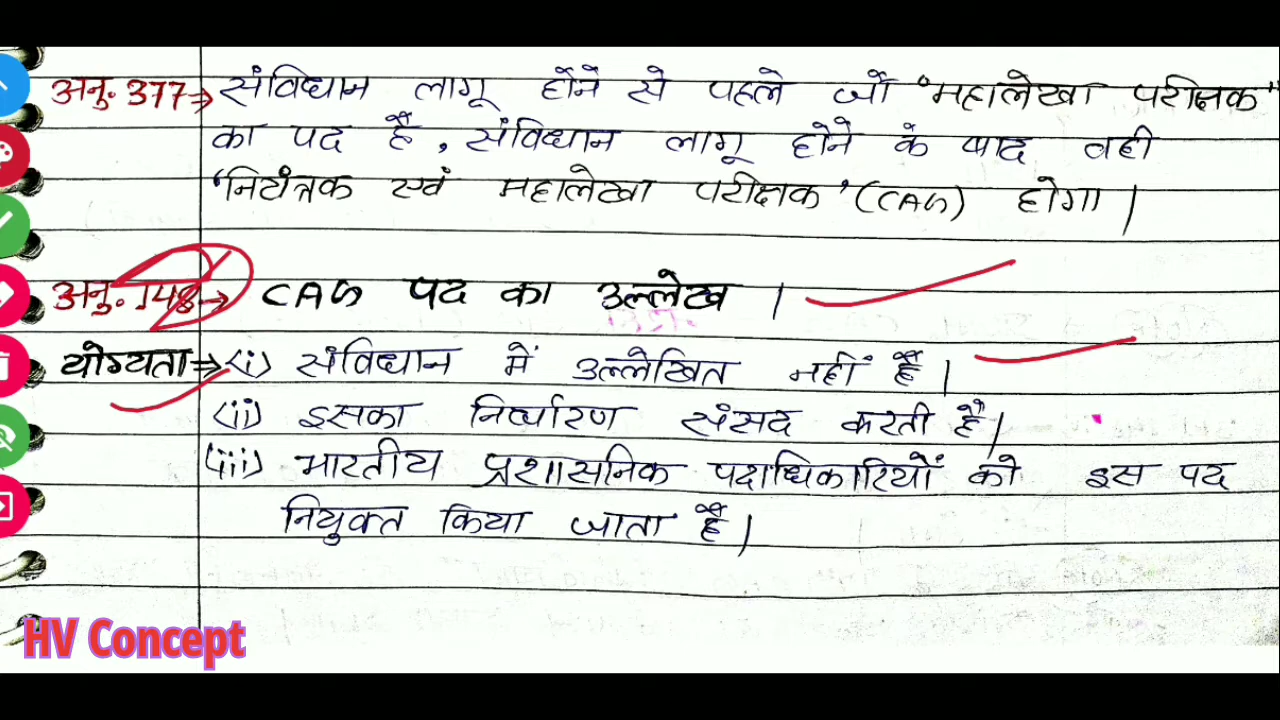 अनु. 377→ संविधान लागू होंने से पहले जों "महालेखा परीक्षक"
का पद है, संविधान लागू होने के बाद वही
'नियंत्रक एवं महालेखा परीक्षक' (CAG) होगा|
अनु. 148→ CAG पद का उल्लेख|
योग्यता→ (i) संविधान में उल्लेखित नहीं है|
(ii) इसका निर्धारण संसद करती है|
(iii) भारतीय प्रशासनिक पदाधिकारियों को इस पद
नियुक्त किया जाता है|
HV Concept